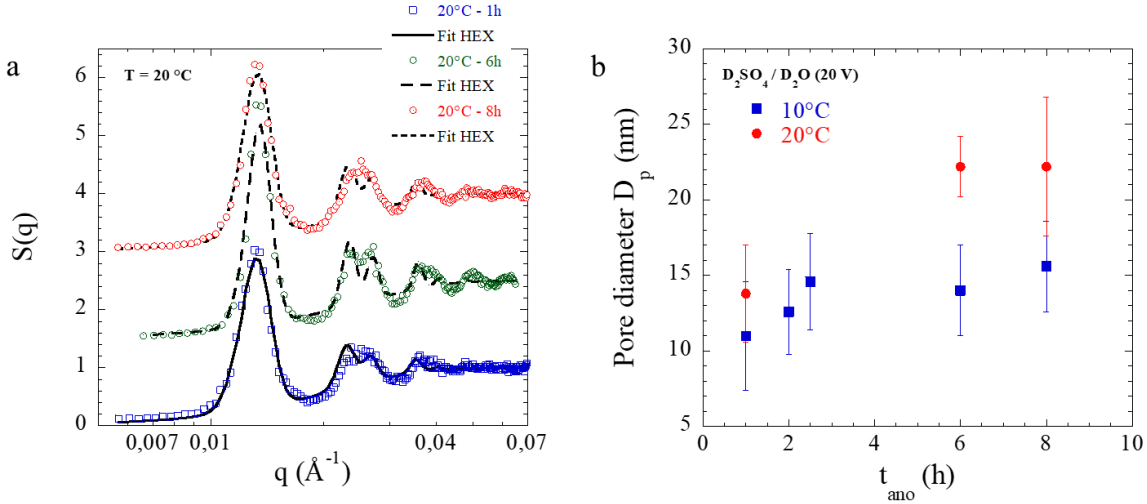 a
T = 20 °C
20°C - 1h
Fit HEX
20°C - 6h
Fit HEX
20°C - 8h
Fit HEX
S(q)
6
5
4
3
2
1
0
0,007 0,01 0,04 0,07
q (Å⁻¹)
b
D₂SO₄ / D₂O (20 V)
10°C
20°C
Pore diameter Dₚ (nm)
30
25
20
15
10
5
0 2 4 6 8 10
t_ano (h)